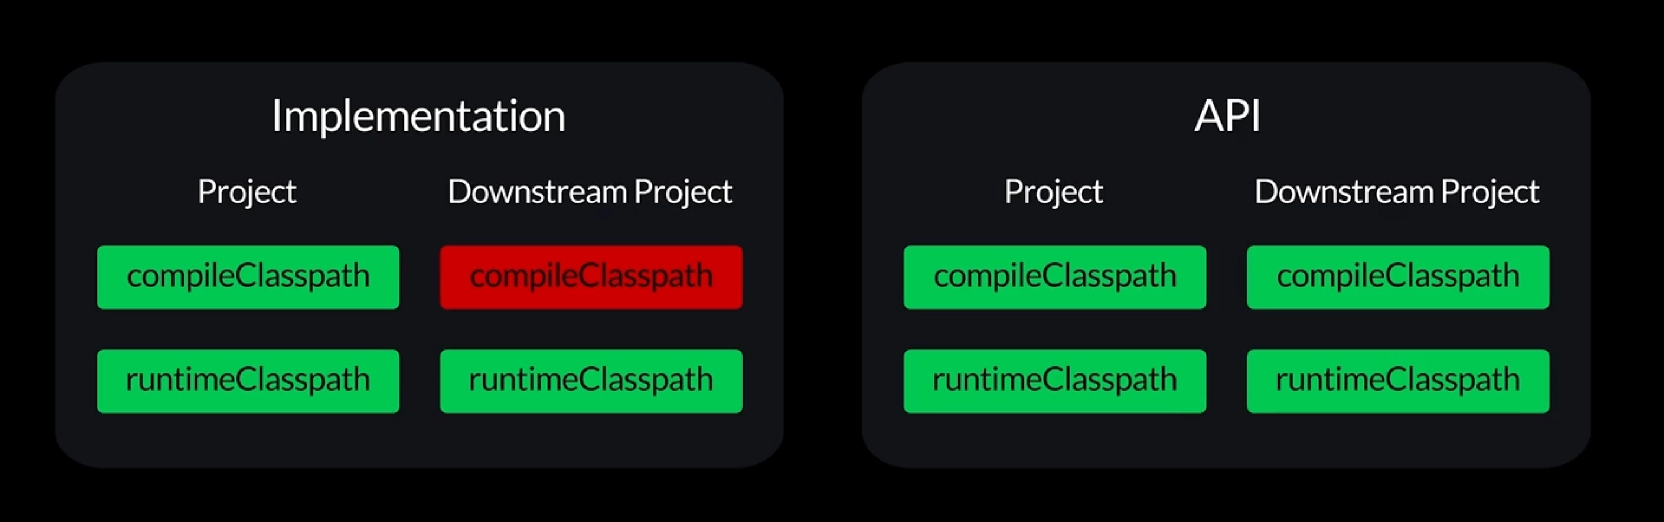 Implementation
Project
Downstream Project
compileClasspath
compileClasspath
runtimeClasspath
runtimeClasspath
API
Project
Downstream Project
compileClasspath
compileClasspath
runtimeClasspath
runtimeClasspath